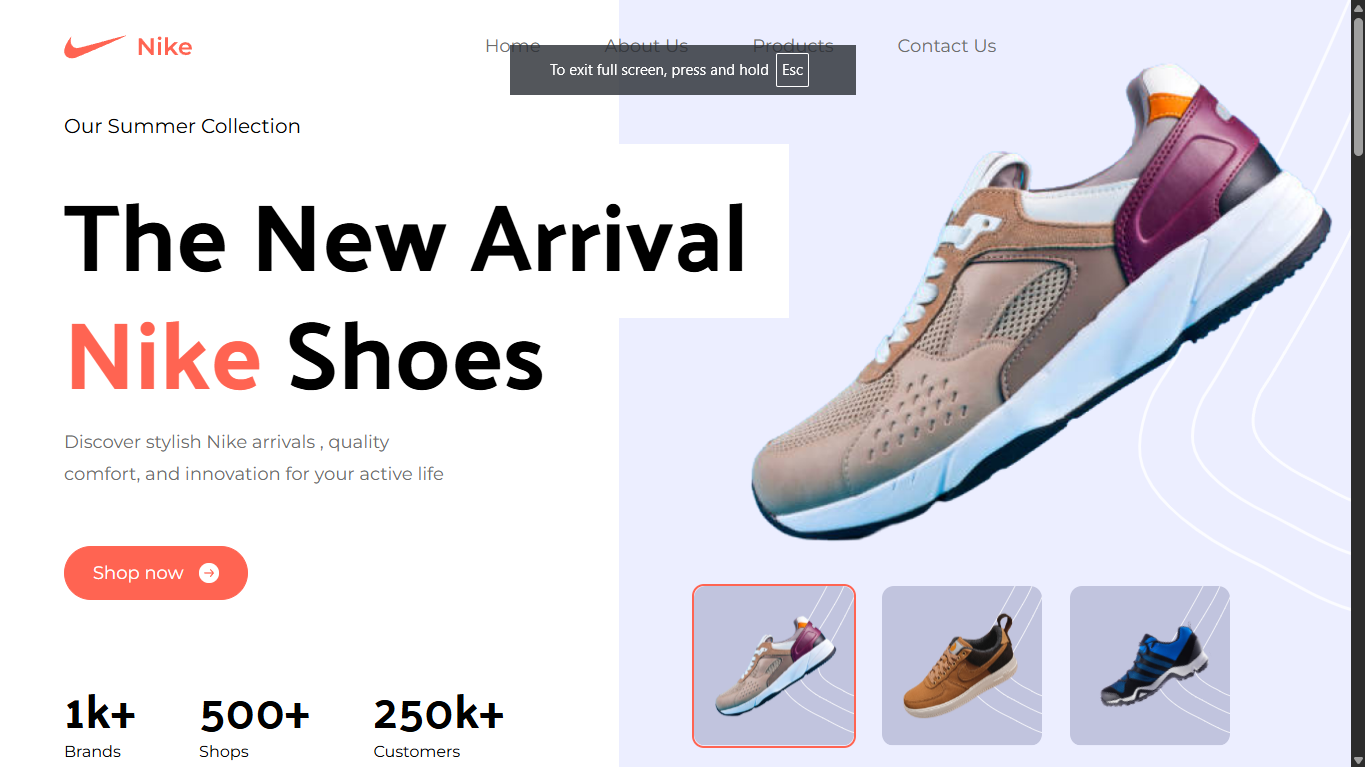 Nike
Home About Us Products Contact Us
To exit full screen, press and hold Esc
Our Summer Collection
The New Arrival
Nike Shoes
Discover stylish Nike arrivals , quality
comfort, and innovation for your active life
Shop now
1k+ 500+ 250k+
Brands Shops Customers